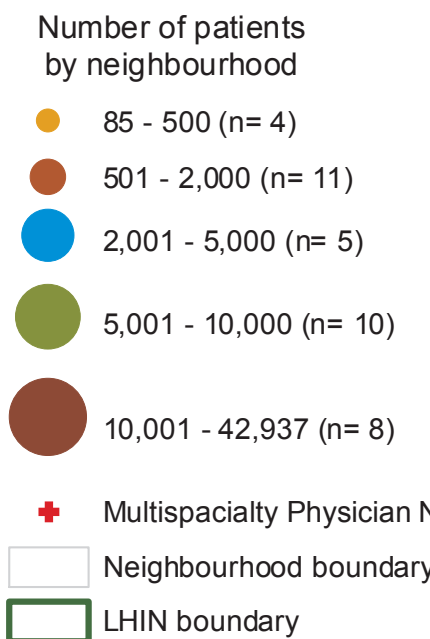 Number of patients
by neighbourhood
85 - 500 (n= 4)
501 - 2,000 (n= 11)
2,001 - 5,000 (n= 5)
5,001 - 10,000 (n= 10)
10,001 - 42,937 (n= 8)
Multispacialty Physician N
Neighbourhood boundary
LHIN boundary